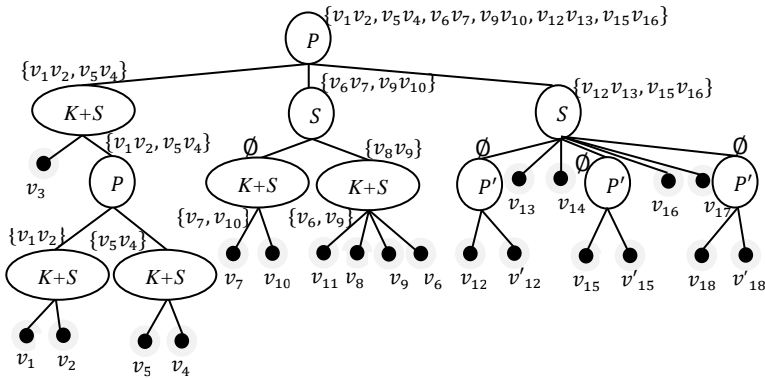 {v₁v₂, v₅v₄, v₆v₇, v₉v₁₀, v₁₂v₁₃, v₁₅v₁₆}
P
{v₁v₂, v₅v₄}
{v₆v₇, v₉v₁₀}
{v₁₂v₁₃, v₁₅v₁₆}
K+S
S
S
{v₁v₂, v₅v₄}
∅
{v₈v₉}
∅
∅
∅
v₃
P
K+S
K+S
P'
v₁₃
v₁₄
P'
v₁₆
v₁₇
P'
{v₁v₂}
{v₅v₄}
{v₇, v₁₀}
{v₆, v₉}
K+S
K+S
v₇
v₁₀
v₁₁
v₈
v₉
v₆
v₁₂
v'₁₂
v₁₅
v'₁₅
v₁₈
v'₁₈
v₁
v₂
v₅
v₄